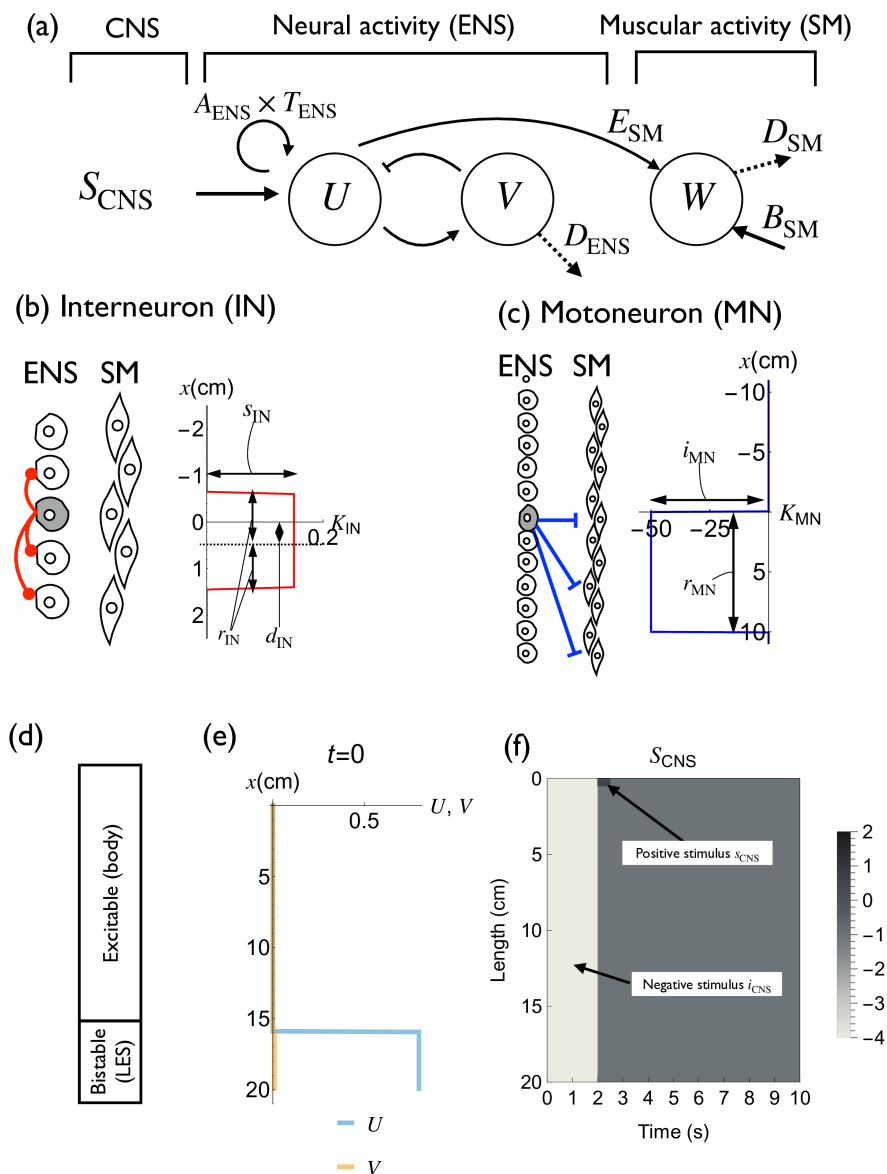 (a) CNS Neural activity (ENS) Muscular activity (SM)
A_ENS × T_ENS
E_SM
D_SM
S_CNS
U
V
W
B_SM
D_ENS
(b) Interneuron (IN)
ENS SM
x(cm)
s_IN
-2
-1
0
K_IN
0.2
1
2
r_IN
d_IN
(c) Motoneuron (MN)
ENS SM
x(cm)
-10
-5
i_MN
K_MN
-50 -25
r_MN
5
10
(d)
Excitable (body)
Bistable
(LES)
(e)
t=0
x(cm)
U, V
0.5
5
10
15
20
U
V
(f)
S_CNS
0
5
10
15
20
Length (cm)
Positive stimulus s_CNS
Negative stimulus i_CNS
0 1 2 3 4 5 6 7 8 9 10
Time (s)
2
1
0
-1
-2
-3
-4